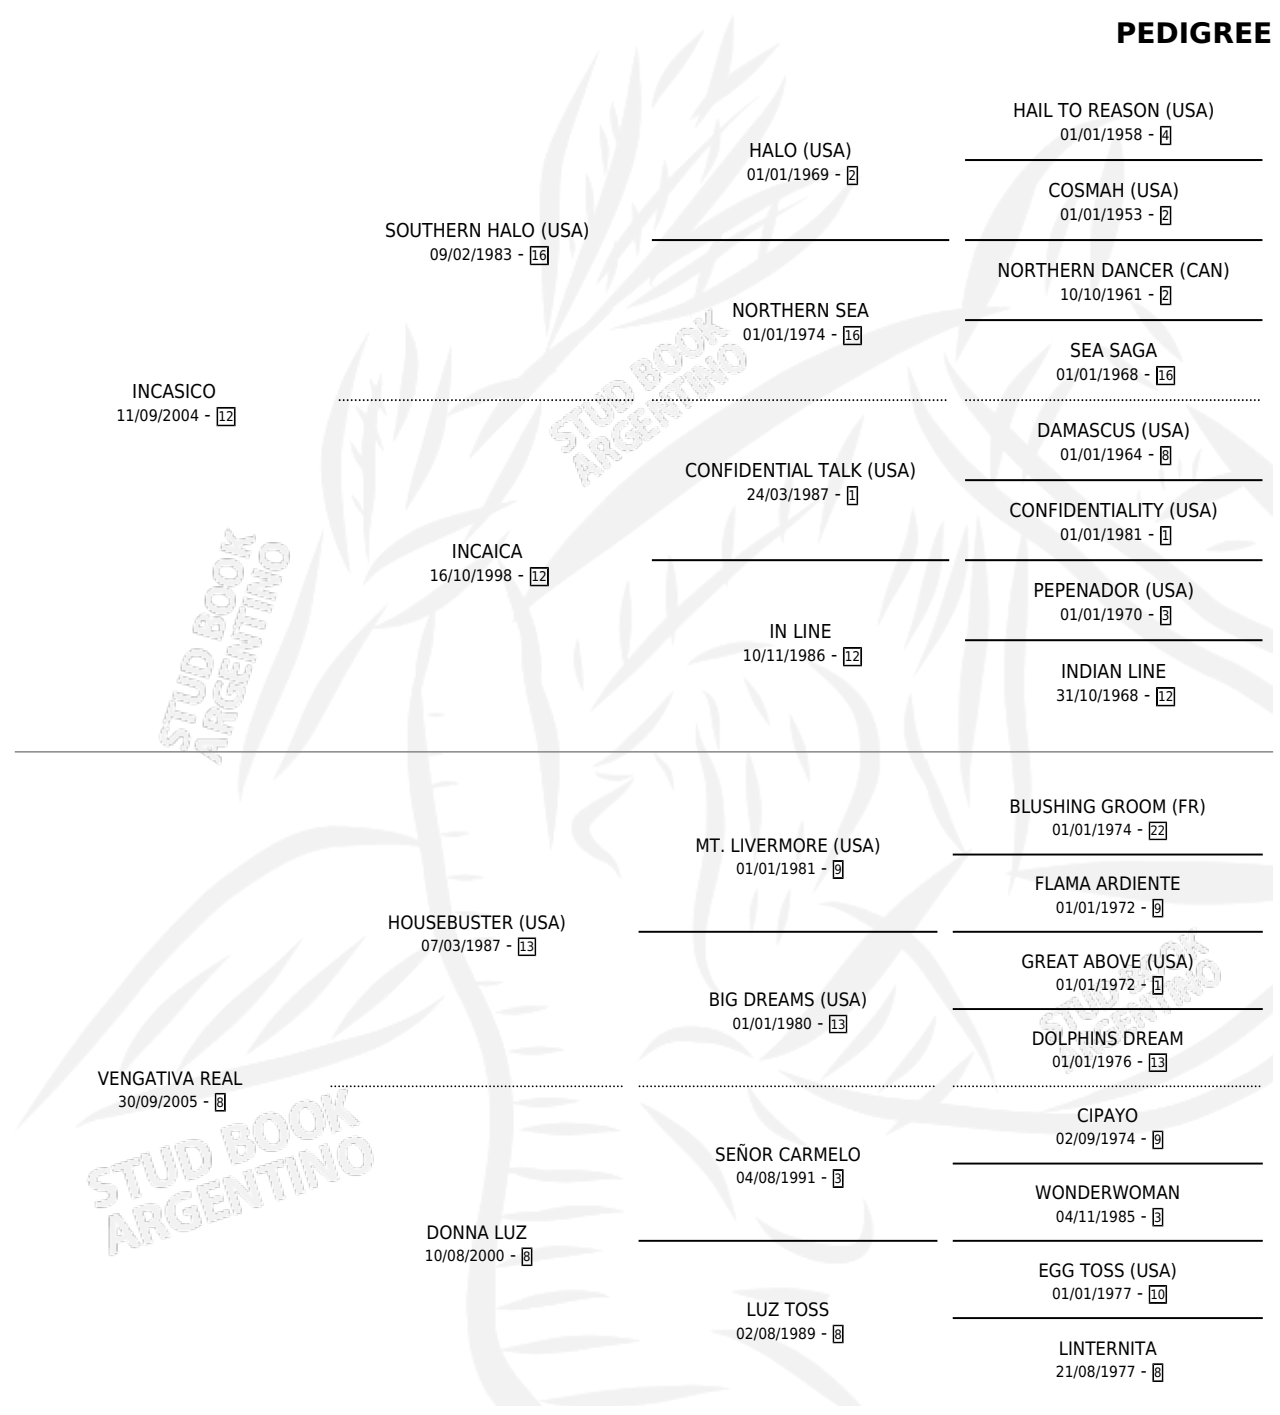 PEDIGREE
HAIL TO REASON (USA)
01/01/1958 - 4
HALO (USA)
01/01/1969 - 2
COSMAH (USA)
01/01/1953 - 2
SOUTHERN HALO (USA)
09/02/1983 - 16
NORTHERN DANCER (CAN)
10/10/1961 - 2
NORTHERN SEA
01/01/1974 - 16
SEA SAGA
01/01/1968 - 16
INCASICO
11/09/2004 - 12
STUD BOOK
ARGENTINO
DAMASCUS (USA)
01/01/1964 - 8
CONFIDENTIAL TALK (USA)
24/03/1987 - 1
CONFIDENTIALITY (USA)
01/01/1981 - 1
INCAICA
16/10/1998 - 12
PEPENADOR (USA)
01/01/1970 - 3
IN LINE
10/11/1986 - 12
INDIAN LINE
31/10/1968 - 12
STUD BOOK
ARGENTINO
BLUSHING GROOM (FR)
01/01/1974 - 22
MT. LIVERMORE (USA)
01/01/1981 - 9
FLAMA ARDIENTE
01/01/1972 - 9
HOUSEBUSTER (USA)
07/03/1987 - 13
GREAT ABOVE (USA)
01/01/1972 - 1
BIG DREAMS (USA)
01/01/1980 - 13
DOLPHINS DREAM
01/01/1976 - 13
STUD BOOK
ARGENTINO
VENGATIVA REAL
30/09/2005 - 8
CIPAYO
02/09/1974 - 9
SEÑOR CARMELO
04/08/1991 - 3
WONDERWOMAN
04/11/1985 - 3
STUD BOOK
ARGENTINO
DONNA LUZ
10/08/2000 - 8
EGG TOSS (USA)
01/01/1977 - 10
LUZ TOSS
02/08/1989 - 8
LINTERNITA
21/08/1977 - 8